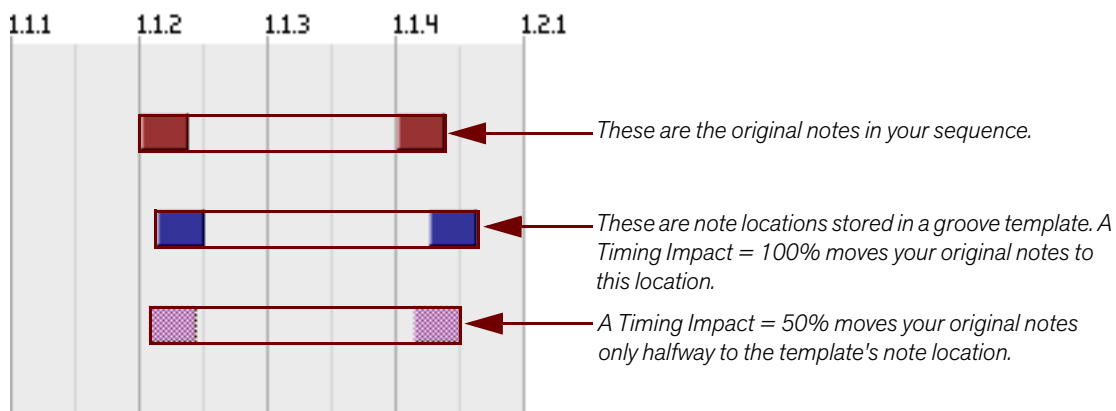 1.1.1 1.1.2 1.1.3 1.1.4 1.2.1
These are the original notes in your sequence.
These are note locations stored in a groove template. A
Timing Impact = 100% moves your original notes to
this location.
A Timing Impact = 50% moves your original notes
only halfway to the template's note location.